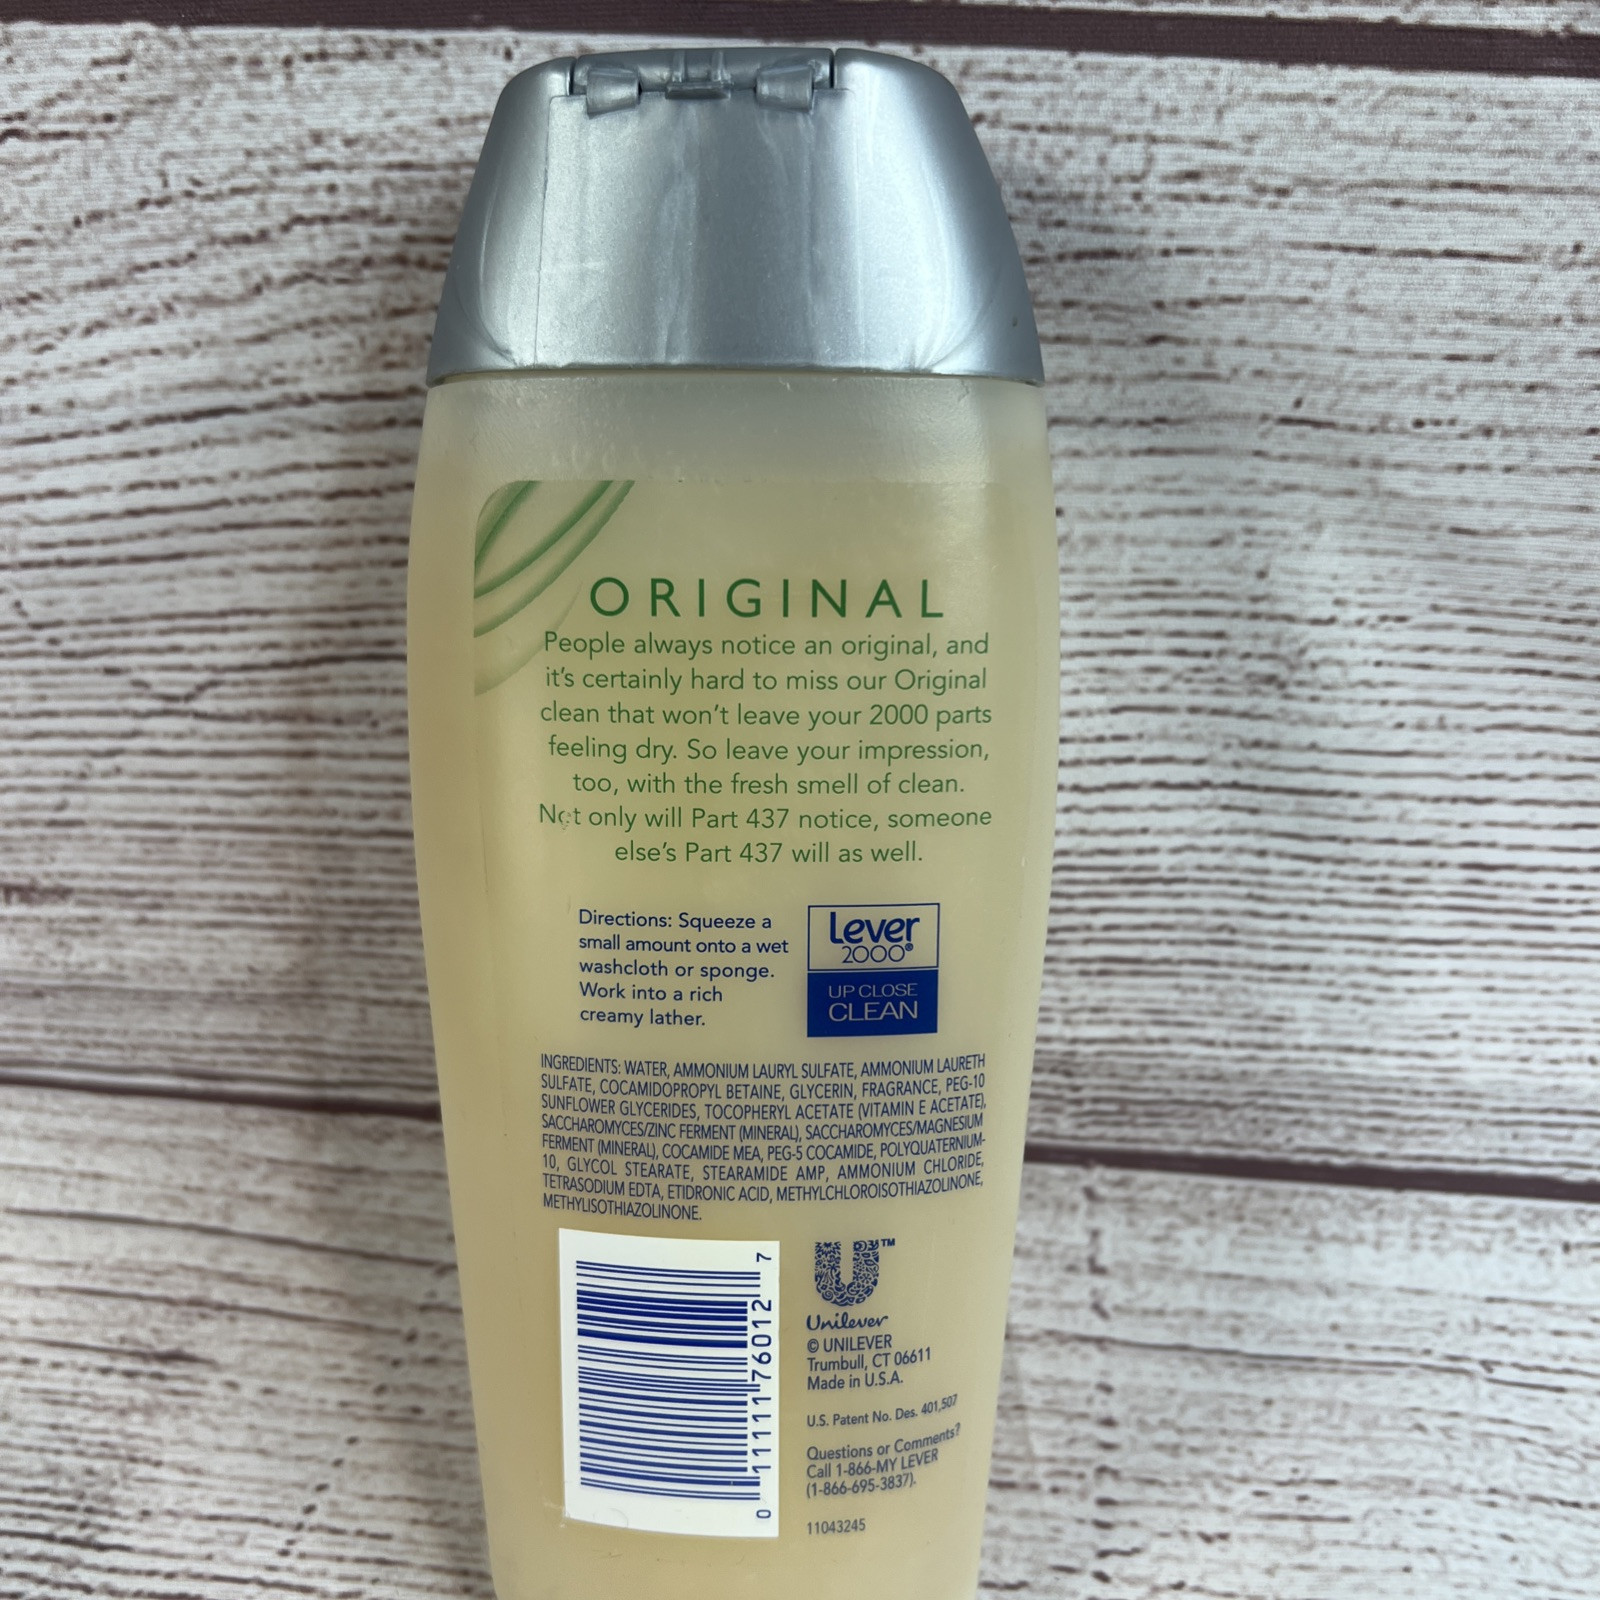 ORIGINAL
People always notice an original, and
it's certainly hard to miss our Original
clean that won't leave your 2000 parts
feeling dry. So leave your impression,
too, with the fresh smell of clean.
Not only will Part 437 notice, someone
else's Part 437 will as well.
Directions: Squeeze a
small amount onto a wet
washcloth or sponge.
Work into a rich
creamy lather.
Lever
2000®
UP CLOSE
CLEAN
INGREDIENTS: WATER, AMMONIUM LAURYL SULFATE, AMMONIUM LAURETH
SULFATE, COCAMIDOPROPYL BETAINE, GLYCERIN, FRAGRANCE, PEG-10
SUNFLOWER GLYCERIDES, TOCOPHERYL ACETATE (VITAMIN E ACETATE),
SACCHAROMYCES/ZINC FERMENT (MINERAL), SACCHAROMYCES/MAGNESIUM
FERMENT (MINERAL), COCAMIDE MEA, PEG-5 COCAMIDE, POLYQUATERNIUM-
10, GLYCOL STEARATE, STEARAMIDE AMP, AMMONIUM CHLORIDE,
TETRASODIUM EDTA, ETIDRONIC ACID, METHYLCHLOROISOTHIAZOLINONE,
METHYLISOTHIAZOLINONE.
0 11111 76012 7
U™
Unilever
© UNILEVER
Trumbull, CT 06611
Made in U.S.A.
U.S. Patent No. Des. 401,507
Questions or Comments?
Call 1-866-MY LEVER
(1-866-695-3837).
11043245